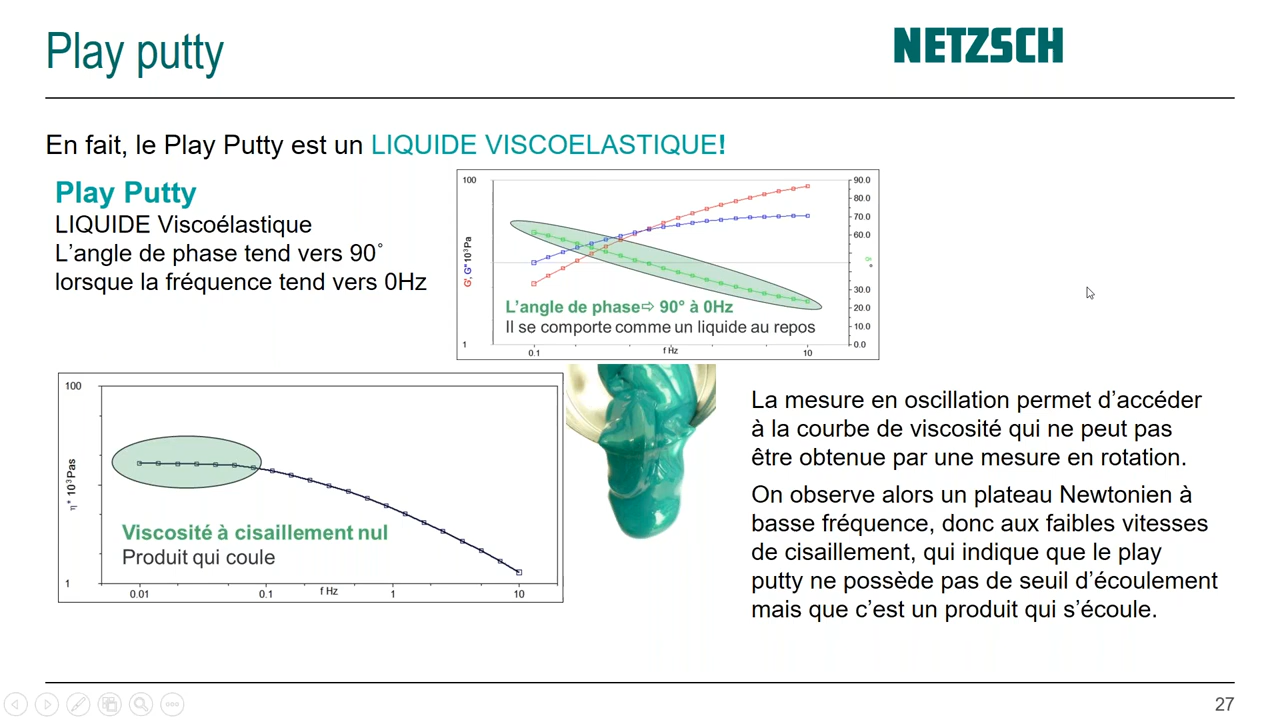 Play putty
NETZSCH
En fait, le Play Putty est un LIQUIDE VISCOELASTIQUE!
Play Putty
LIQUIDE Viscoélastique
L'angle de phase tend vers 90˚
lorsque la fréquence tend vers 0Hz
100
G', G" 10³ Pa
1
90.0
80.0
70.0
60.0
30.0
20.0
10.0
0.0
L'angle de phase⇨ 90° à 0Hz
Il se comporte comme un liquide au repos
0.1
f Hz
10
100
η* 10³ Pas
1
Viscosité à cisaillement nul
Produit qui coule
0.01
0.1
f Hz
1
10
La mesure en oscillation permet d'accéder
à la courbe de viscosité qui ne peut pas
être obtenue par une mesure en rotation.
On observe alors un plateau Newtonien à
basse fréquence, donc aux faibles vitesses
de cisaillement, qui indique que le play
putty ne possède pas de seuil d'écoulement
mais que c'est un produit qui s'écoule.
27